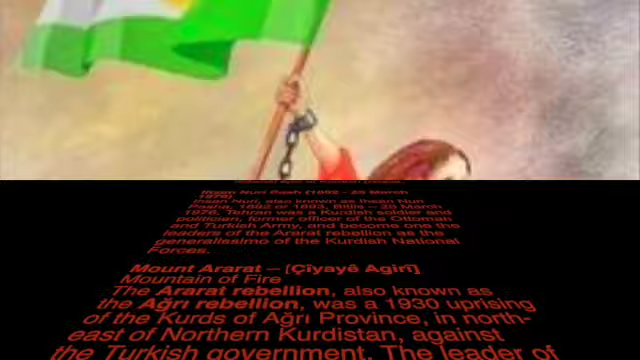 Ihsan Nuri Pash (1892 - 25 March
1976)
Ihsan Nuri, also known as Ihsan Nuri
Pasha, 1892 or 1893, Bitlis – 25 March
1976, Tehran was a Kurdish soldier and
politician, former officer of the Ottoman
and Turkish Army, and become one the
leaders of the Ararat rebellion as the
generalissimo of the Kurdish National
Forces.
Mount Ararat – [Çîyayê Agirî]
Mountain of Fire
The Ararat rebellion, also known as
the Ağrı rebellion, was a 1930 uprising
of the Kurds of Ağrı Province, in north-
east of Northern Kurdistan, against
the Turkish government. The leader of